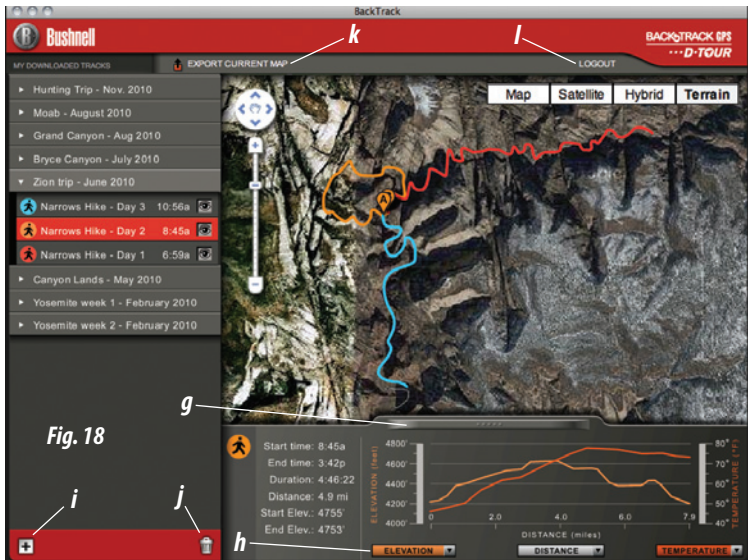 BackTrack
k
l
Bushnell
BACKTRACK GPS
D-TOUR
MY DOWNLOADED TRACKS
EXPORT CURRENT MAP
LOGOUT
Hunting Trip - Nov. 2010
Moab - August 2010
Grand Canyon - Aug 2010
Bryce Canyon - July 2010
Zion trip - June 2010
Narrows Hike - Day 3 10:56a
Narrows Hike - Day 2 8:45a
Narrows Hike - Day 1 6:59a
Canyon Lands - May 2010
Yosemite week 1 - February 2010
Yosemite week 2 - February 2010
Map Satellite Hybrid Terrain
A
g
Fig. 18
i
j
h
Start time: 8:45a
End time: 3:42p
Duration: 4:46:22
Distance: 4.9 mi
Start Elev.: 4755'
End Elev.: 4753'
ELEVATION (feet)
4800'
4600'
4400'
4200'
4000'
0 2.0 4.0 6.0 7.9
DISTANCE (miles)
80°
70°
60°
50°
40°
TEMPERATURE (°F)
ELEVATION
DISTANCE
TEMPERATURE